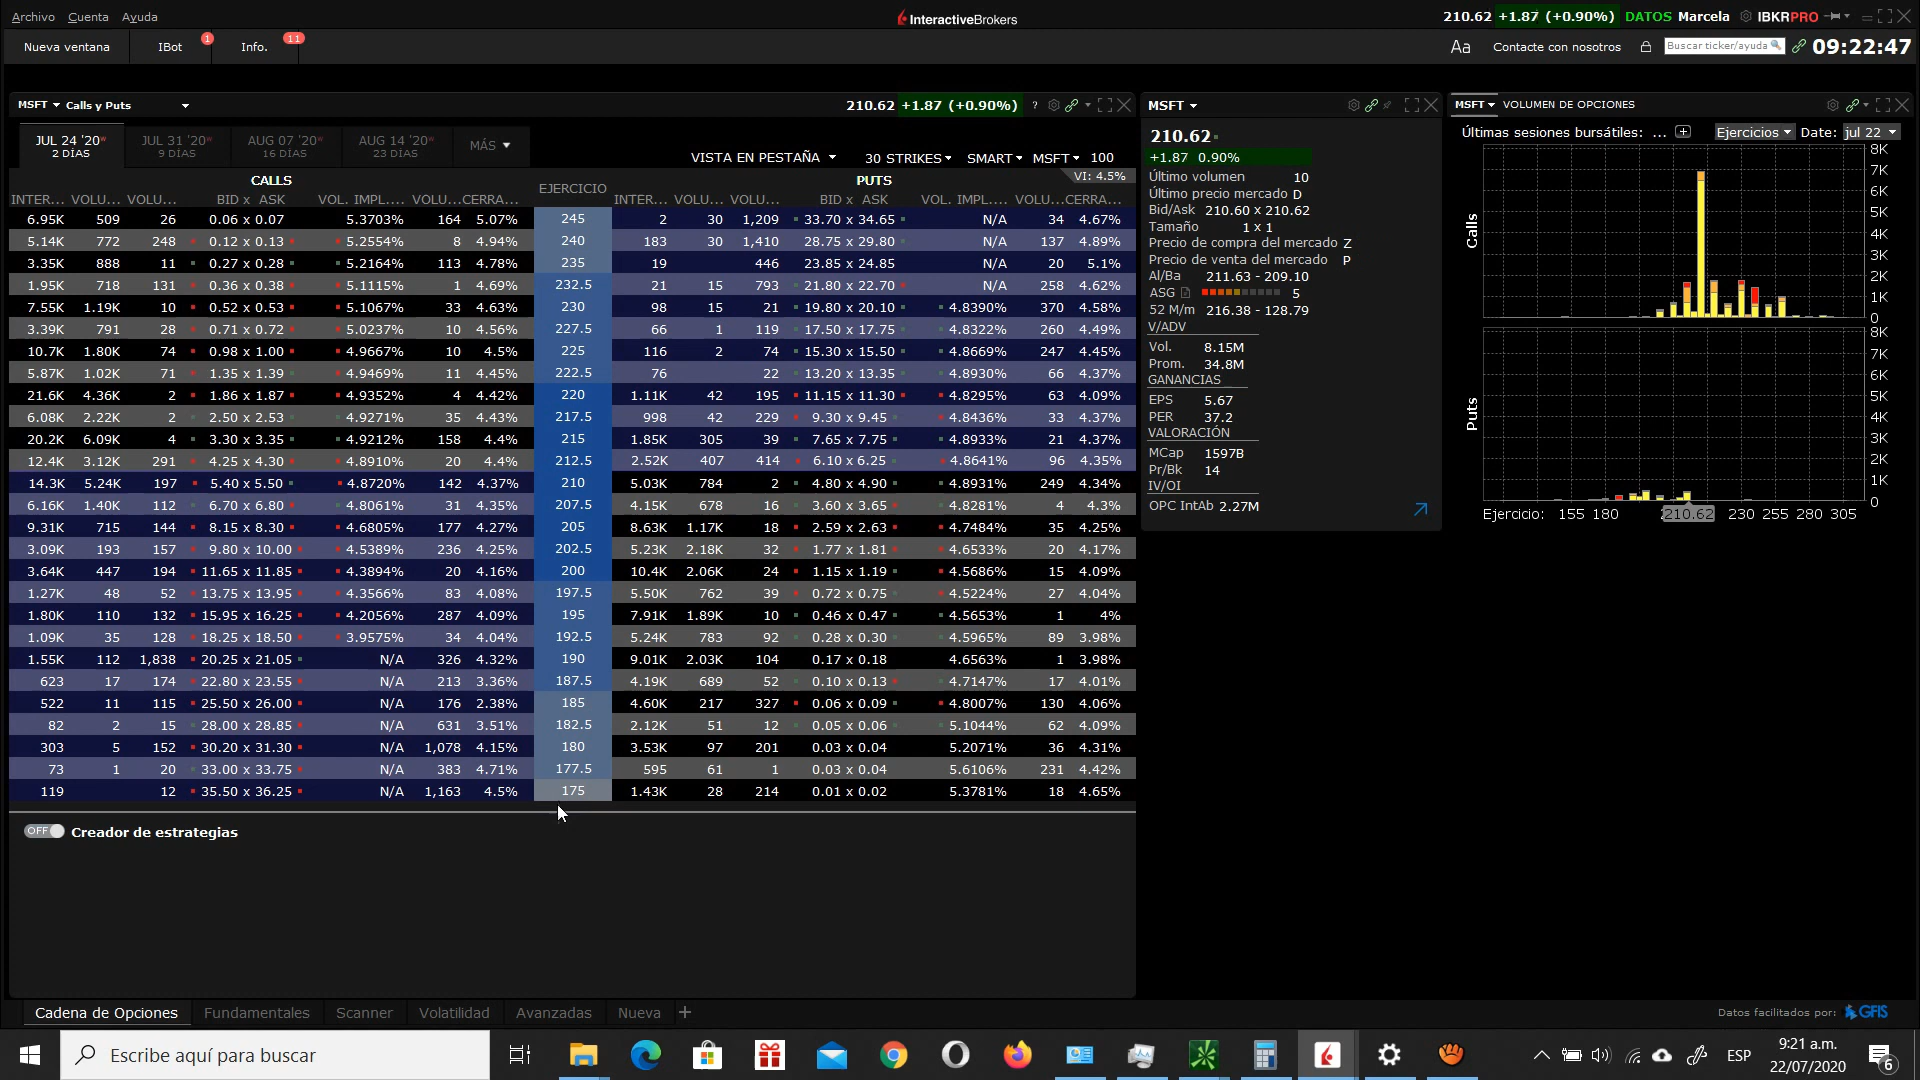 Archivo Cuenta Ayuda
InteractiveBrokers
210.62 +1.87 (+0.90%) DATOS Marcela IBKRPRO
Nueva ventana IBot 1 Info. 11
Aa Contacte con nosotros Buscar ticker/ayuda 09:22:47
MSFT Calls y Puts 210.62 +1.87 (+0.90%) ?
JUL 24 '20 JUL 31 '20 AUG 07 '20 AUG 14 '20 MÁS
2 DÍAS 9 DÍAS 16 DÍAS 23 DÍAS
VISTA EN PESTAÑA 30 STRIKES SMART MSFT 100
CALLS EJERCICIO PUTS VI: 4.5%
INTER... VOLU... VOLU... BID x ASK VOL. IMPL.... VOLU... CERRA... INTER... VOLU... VOLU... BID x ASK VOL. IMPL.... VOLU... CERRA...
6.95K 509 26 0.06 x 0.07 5.3703% 164 5.07% 245 2 30 1,209 33.70 x 34.65 N/A 34 4.67%
5.14K 772 248 0.12 x 0.13 5.2554% 8 4.94% 240 183 30 1,410 28.75 x 29.80 N/A 137 4.89%
3.35K 888 11 0.27 x 0.28 5.2164% 113 4.78% 235 19 446 23.85 x 24.85 N/A 20 5.1%
1.95K 718 131 0.36 x 0.38 5.1115% 1 4.69% 232.5 21 15 793 21.80 x 22.70 N/A 258 4.62%
7.55K 1.19K 10 0.52 x 0.53 5.1067% 33 4.63% 230 98 15 21 19.80 x 20.10 4.8390% 370 4.58%
3.39K 791 28 0.71 x 0.72 5.0237% 10 4.56% 227.5 66 1 119 17.50 x 17.75 4.8322% 260 4.49%
10.7K 1.80K 74 0.98 x 1.00 4.9667% 10 4.5% 225 116 2 74 15.30 x 15.50 4.8669% 247 4.45%
5.87K 1.02K 71 1.35 x 1.39 4.9469% 11 4.45% 222.5 76 22 13.20 x 13.35 4.8930% 66 4.37%
21.6K 4.36K 2 1.86 x 1.87 4.9352% 4 4.42% 220 1.11K 42 195 11.15 x 11.30 4.8295% 63 4.09%
6.08K 2.22K 2 2.50 x 2.53 4.9271% 35 4.43% 217.5 998 42 229 9.30 x 9.45 4.8436% 33 4.37%
20.2K 6.09K 4 3.30 x 3.35 4.9212% 158 4.4% 215 1.85K 305 39 7.65 x 7.75 4.8933% 21 4.37%
12.4K 3.12K 291 4.25 x 4.30 4.8910% 20 4.4% 212.5 2.52K 407 414 6.10 x 6.25 4.8641% 96 4.35%
14.3K 5.24K 197 5.40 x 5.50 4.8720% 142 4.37% 210 5.03K 784 2 4.80 x 4.90 4.8931% 249 4.34%
6.16K 1.40K 112 6.70 x 6.80 4.8061% 31 4.35% 207.5 4.15K 678 16 3.60 x 3.65 4.8281% 4 4.3%
9.31K 715 144 8.15 x 8.30 4.6805% 177 4.27% 205 8.63K 1.17K 18 2.59 x 2.63 4.7484% 35 4.25%
3.09K 193 157 9.80 x 10.00 4.5389% 236 4.25% 202.5 5.23K 2.18K 32 1.77 x 1.81 4.6533% 20 4.17%
3.64K 447 194 11.65 x 11.85 4.3894% 20 4.16% 200 10.4K 2.06K 24 1.15 x 1.19 4.5686% 15 4.09%
1.27K 48 52 13.75 x 13.95 4.3566% 83 4.08% 197.5 5.50K 762 39 0.72 x 0.75 4.5224% 27 4.04%
1.80K 110 132 15.95 x 16.25 4.2056% 287 4.09% 195 7.91K 1.89K 10 0.46 x 0.47 4.5653% 1 4%
1.09K 35 128 18.25 x 18.50 3.9575% 34 4.04% 192.5 5.24K 783 92 0.28 x 0.30 4.5965% 89 3.98%
1.55K 112 1,838 20.25 x 21.05 N/A 326 4.32% 190 9.01K 2.03K 104 0.17 x 0.18 4.6563% 1 3.98%
623 17 174 22.80 x 23.55 N/A 213 3.36% 187.5 4.19K 689 52 0.10 x 0.13 4.7147% 17 4.01%
522 11 115 25.50 x 26.00 N/A 176 2.38% 185 4.60K 217 327 0.06 x 0.09 4.8007% 130 4.06%
82 2 15 28.00 x 28.85 N/A 631 3.51% 182.5 2.12K 51 12 0.05 x 0.06 5.1044% 62 4.09%
303 5 152 30.20 x 31.30 N/A 1,078 4.15% 180 3.53K 97 201 0.03 x 0.04 5.2071% 36 4.31%
73 1 20 33.00 x 33.75 N/A 383 4.71% 177.5 595 61 1 0.03 x 0.04 5.6106% 231 4.42%
119 12 35.50 x 36.25 N/A 1,163 4.5% 175 1.43K 28 214 0.01 x 0.02 5.3781% 18 4.65%
OFF Creador de estrategias
MSFT
210.62
+1.87 0.90%
Último volumen 10
Último precio mercado D
Bid/Ask 210.60 x 210.62
Tamaño 1 x 1
Precio de compra del mercado Z
Precio de venta del mercado P
Al/Ba 211.63 - 209.10
ASG 5
52 M/m 216.38 - 128.79
V/ADV
Vol. 8.15M
Prom. 34.8M
GANANCIAS
EPS 5.67
PER 37.2
VALORACIÓN
MCap 1597B
Pr/Bk 14
IV/OI
OPC IntAb 2.27M
MSFT VOLUMEN DE OPCIONES
Últimas sesiones bursátiles: ... Ejercicios Date: jul 22
8K
7K
6K
5K
4K
3K
2K
1K
0
Calls
8K
7K
6K
5K
4K
3K
2K
1K
0
Puts
Ejercicio: 155 180 210.62 230 255 280 305
Cadena de Opciones Fundamentales Scanner Volatilidad Avanzadas Nueva +
Datos facilitados por: GFIS
Escribe aquí para buscar
ESP
9:21 a.m.
22/07/2020
6